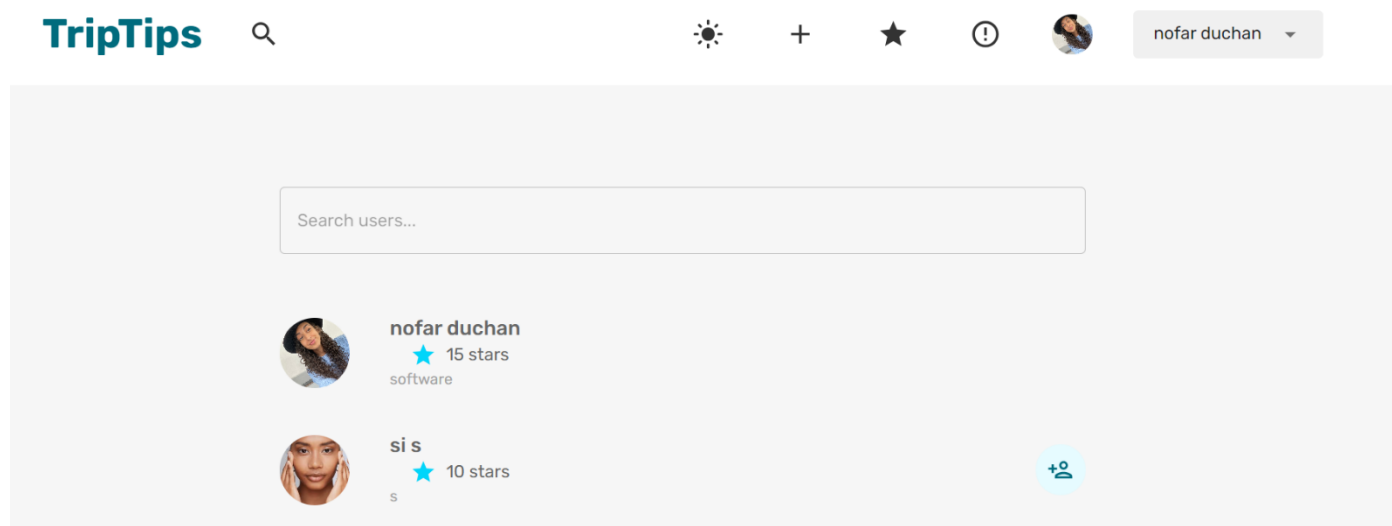 TripTips
nofar duchan
Search users...
nofar duchan
15 stars
software
si s
10 stars
s